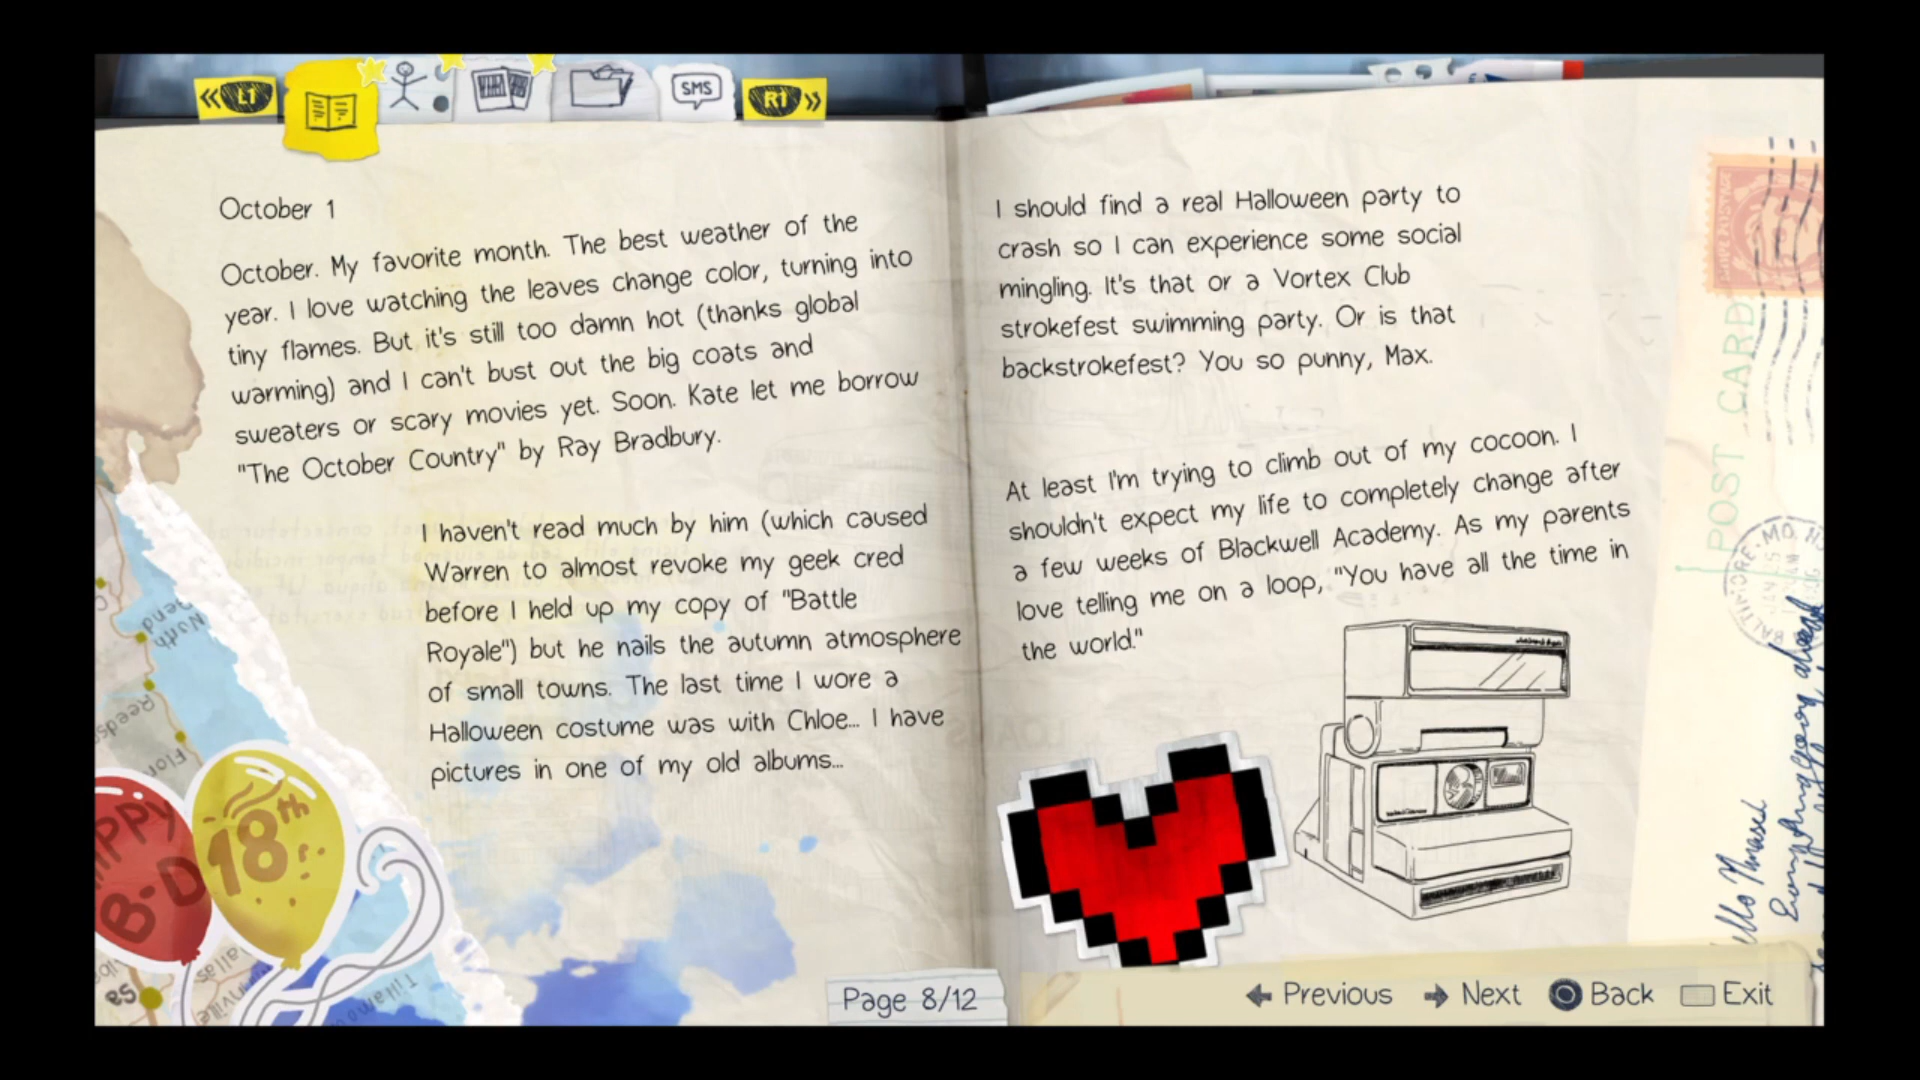 L1
SMS
R1
October 1
October. My favorite month. The best weather of the
year. I love watching the leaves change color, turning into
tiny flames. But it's still too damn hot (thanks global
warming) and I can't bust out the big coats and
sweaters or scary movies yet. Soon. Kate let me borrow
"The October Country" by Ray Bradbury.
I haven't read much by him (which caused
Warren to almost revoke my geek cred
before I held up my copy of "Battle
Royale") but he nails the autumn atmosphere
of small towns. The last time I wore a
Halloween costume was with Chloe... I have
pictures in one of my old albums...
HAPPY
B-D
18th
I should find a real Halloween party to
crash so I can experience some social
mingling. It's that or a Vortex Club
strokefest swimming party. Or is that
backstrokefest? You so punny, Max.
At least I'm trying to climb out of my cocoon. I
shouldn't expect my life to completely change after
a few weeks of Blackwell Academy. As my parents
love telling me on a loop, "You have all the time in
the world."
POST CARD
North
Bend
Reedsp
Flor
Page 8/12
Previous
Next
Back
Exit